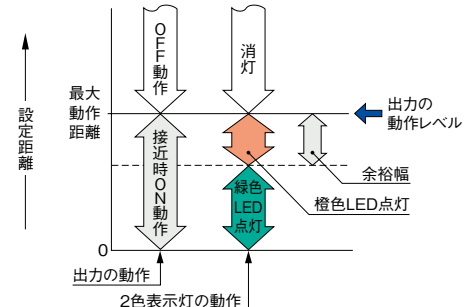 設定距離
最大
動作
距離
0
OFF動作
接近時ON動作
消灯
緑色
LED
点灯
出力の
動作レベル
余裕幅
橙色LED点灯
出力の動作
2色表示灯の動作